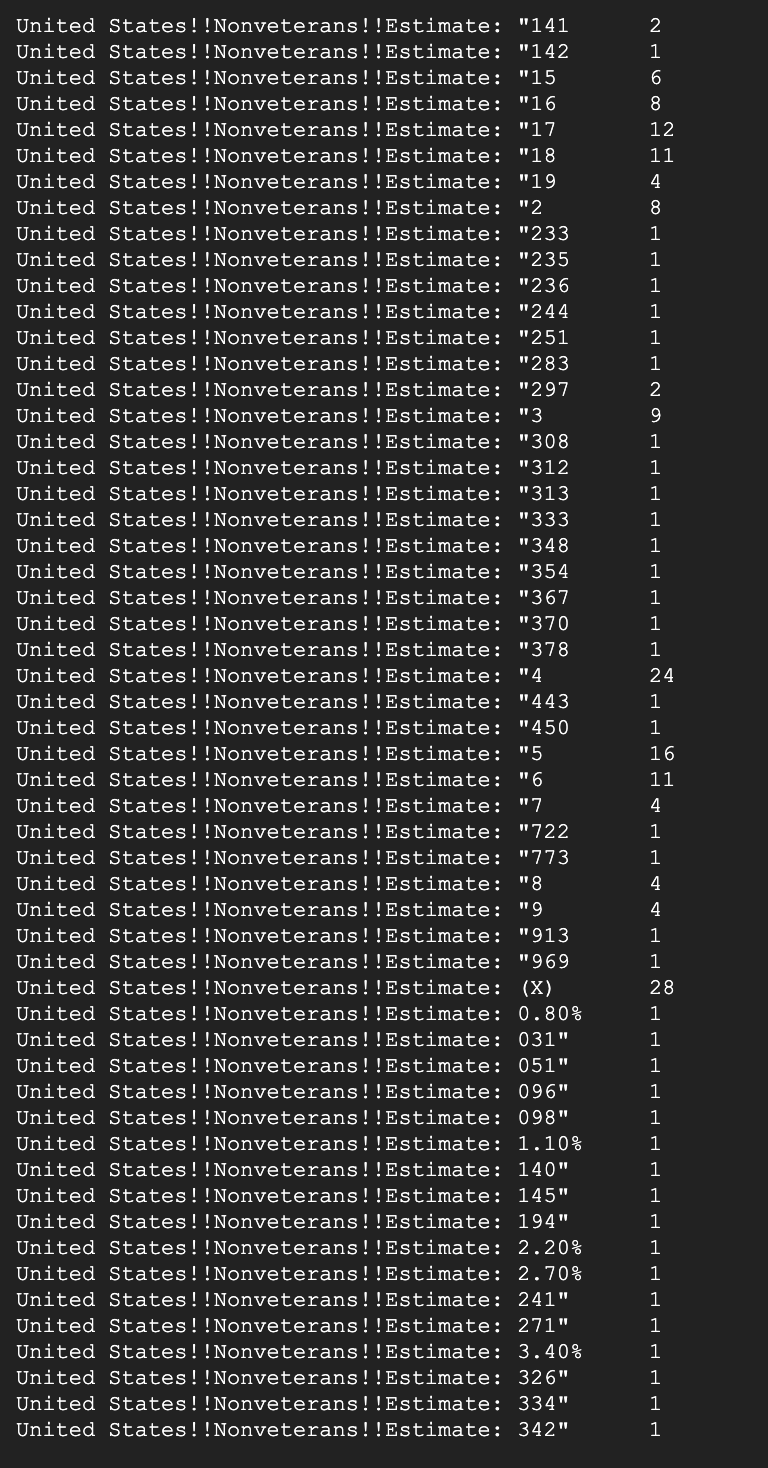 United States!!Nonveterans!!Estimate: "141 2
United States!!Nonveterans!!Estimate: "142 1
United States!!Nonveterans!!Estimate: "15 6
United States!!Nonveterans!!Estimate: "16 8
United States!!Nonveterans!!Estimate: "17 12
United States!!Nonveterans!!Estimate: "18 11
United States!!Nonveterans!!Estimate: "19 4
United States!!Nonveterans!!Estimate: "2 8
United States!!Nonveterans!!Estimate: "233 1
United States!!Nonveterans!!Estimate: "235 1
United States!!Nonveterans!!Estimate: "236 1
United States!!Nonveterans!!Estimate: "244 1
United States!!Nonveterans!!Estimate: "251 1
United States!!Nonveterans!!Estimate: "283 1
United States!!Nonveterans!!Estimate: "297 2
United States!!Nonveterans!!Estimate: "3 9
United States!!Nonveterans!!Estimate: "308 1
United States!!Nonveterans!!Estimate: "312 1
United States!!Nonveterans!!Estimate: "313 1
United States!!Nonveterans!!Estimate: "333 1
United States!!Nonveterans!!Estimate: "348 1
United States!!Nonveterans!!Estimate: "354 1
United States!!Nonveterans!!Estimate: "367 1
United States!!Nonveterans!!Estimate: "370 1
United States!!Nonveterans!!Estimate: "378 1
United States!!Nonveterans!!Estimate: "4 24
United States!!Nonveterans!!Estimate: "443 1
United States!!Nonveterans!!Estimate: "450 1
United States!!Nonveterans!!Estimate: "5 16
United States!!Nonveterans!!Estimate: "6 11
United States!!Nonveterans!!Estimate: "7 4
United States!!Nonveterans!!Estimate: "722 1
United States!!Nonveterans!!Estimate: "773 1
United States!!Nonveterans!!Estimate: "8 4
United States!!Nonveterans!!Estimate: "9 4
United States!!Nonveterans!!Estimate: "913 1
United States!!Nonveterans!!Estimate: "969 1
United States!!Nonveterans!!Estimate: (X) 28
United States!!Nonveterans!!Estimate: 0.80% 1
United States!!Nonveterans!!Estimate: 031" 1
United States!!Nonveterans!!Estimate: 051" 1
United States!!Nonveterans!!Estimate: 096" 1
United States!!Nonveterans!!Estimate: 098" 1
United States!!Nonveterans!!Estimate: 1.10% 1
United States!!Nonveterans!!Estimate: 140" 1
United States!!Nonveterans!!Estimate: 145" 1
United States!!Nonveterans!!Estimate: 194" 1
United States!!Nonveterans!!Estimate: 2.20% 1
United States!!Nonveterans!!Estimate: 2.70% 1
United States!!Nonveterans!!Estimate: 241" 1
United States!!Nonveterans!!Estimate: 271" 1
United States!!Nonveterans!!Estimate: 3.40% 1
United States!!Nonveterans!!Estimate: 326" 1
United States!!Nonveterans!!Estimate: 334" 1
United States!!Nonveterans!!Estimate: 342" 1